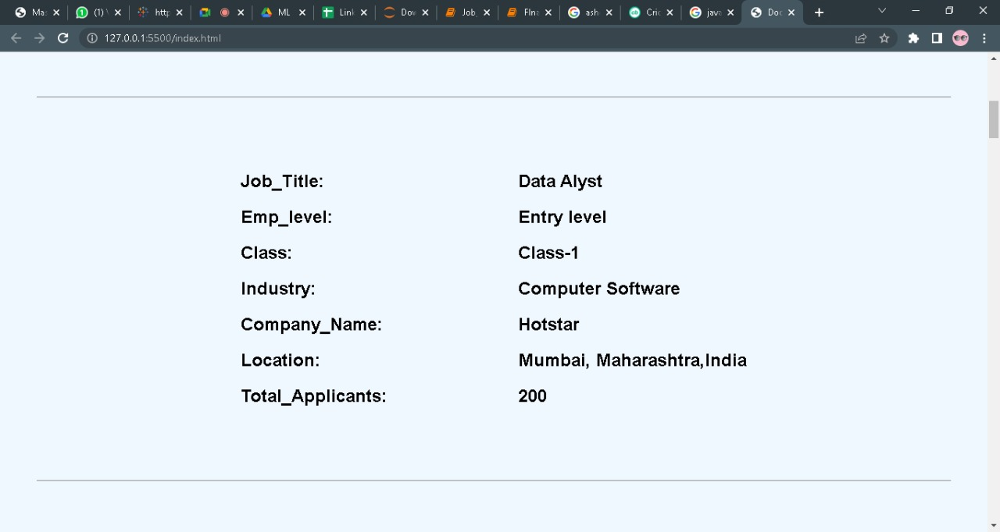 Ma
(1)
http
ML
Link
Dov
Job_
FIna
ash
Cric
java
Doc
127.0.0.1:5500/index.html
Job_Title: Data Alyst
Emp_level: Entry level
Class: Class-1
Industry: Computer Software
Company_Name: Hotstar
Location: Mumbai, Maharashtra,India
Total_Applicants: 200